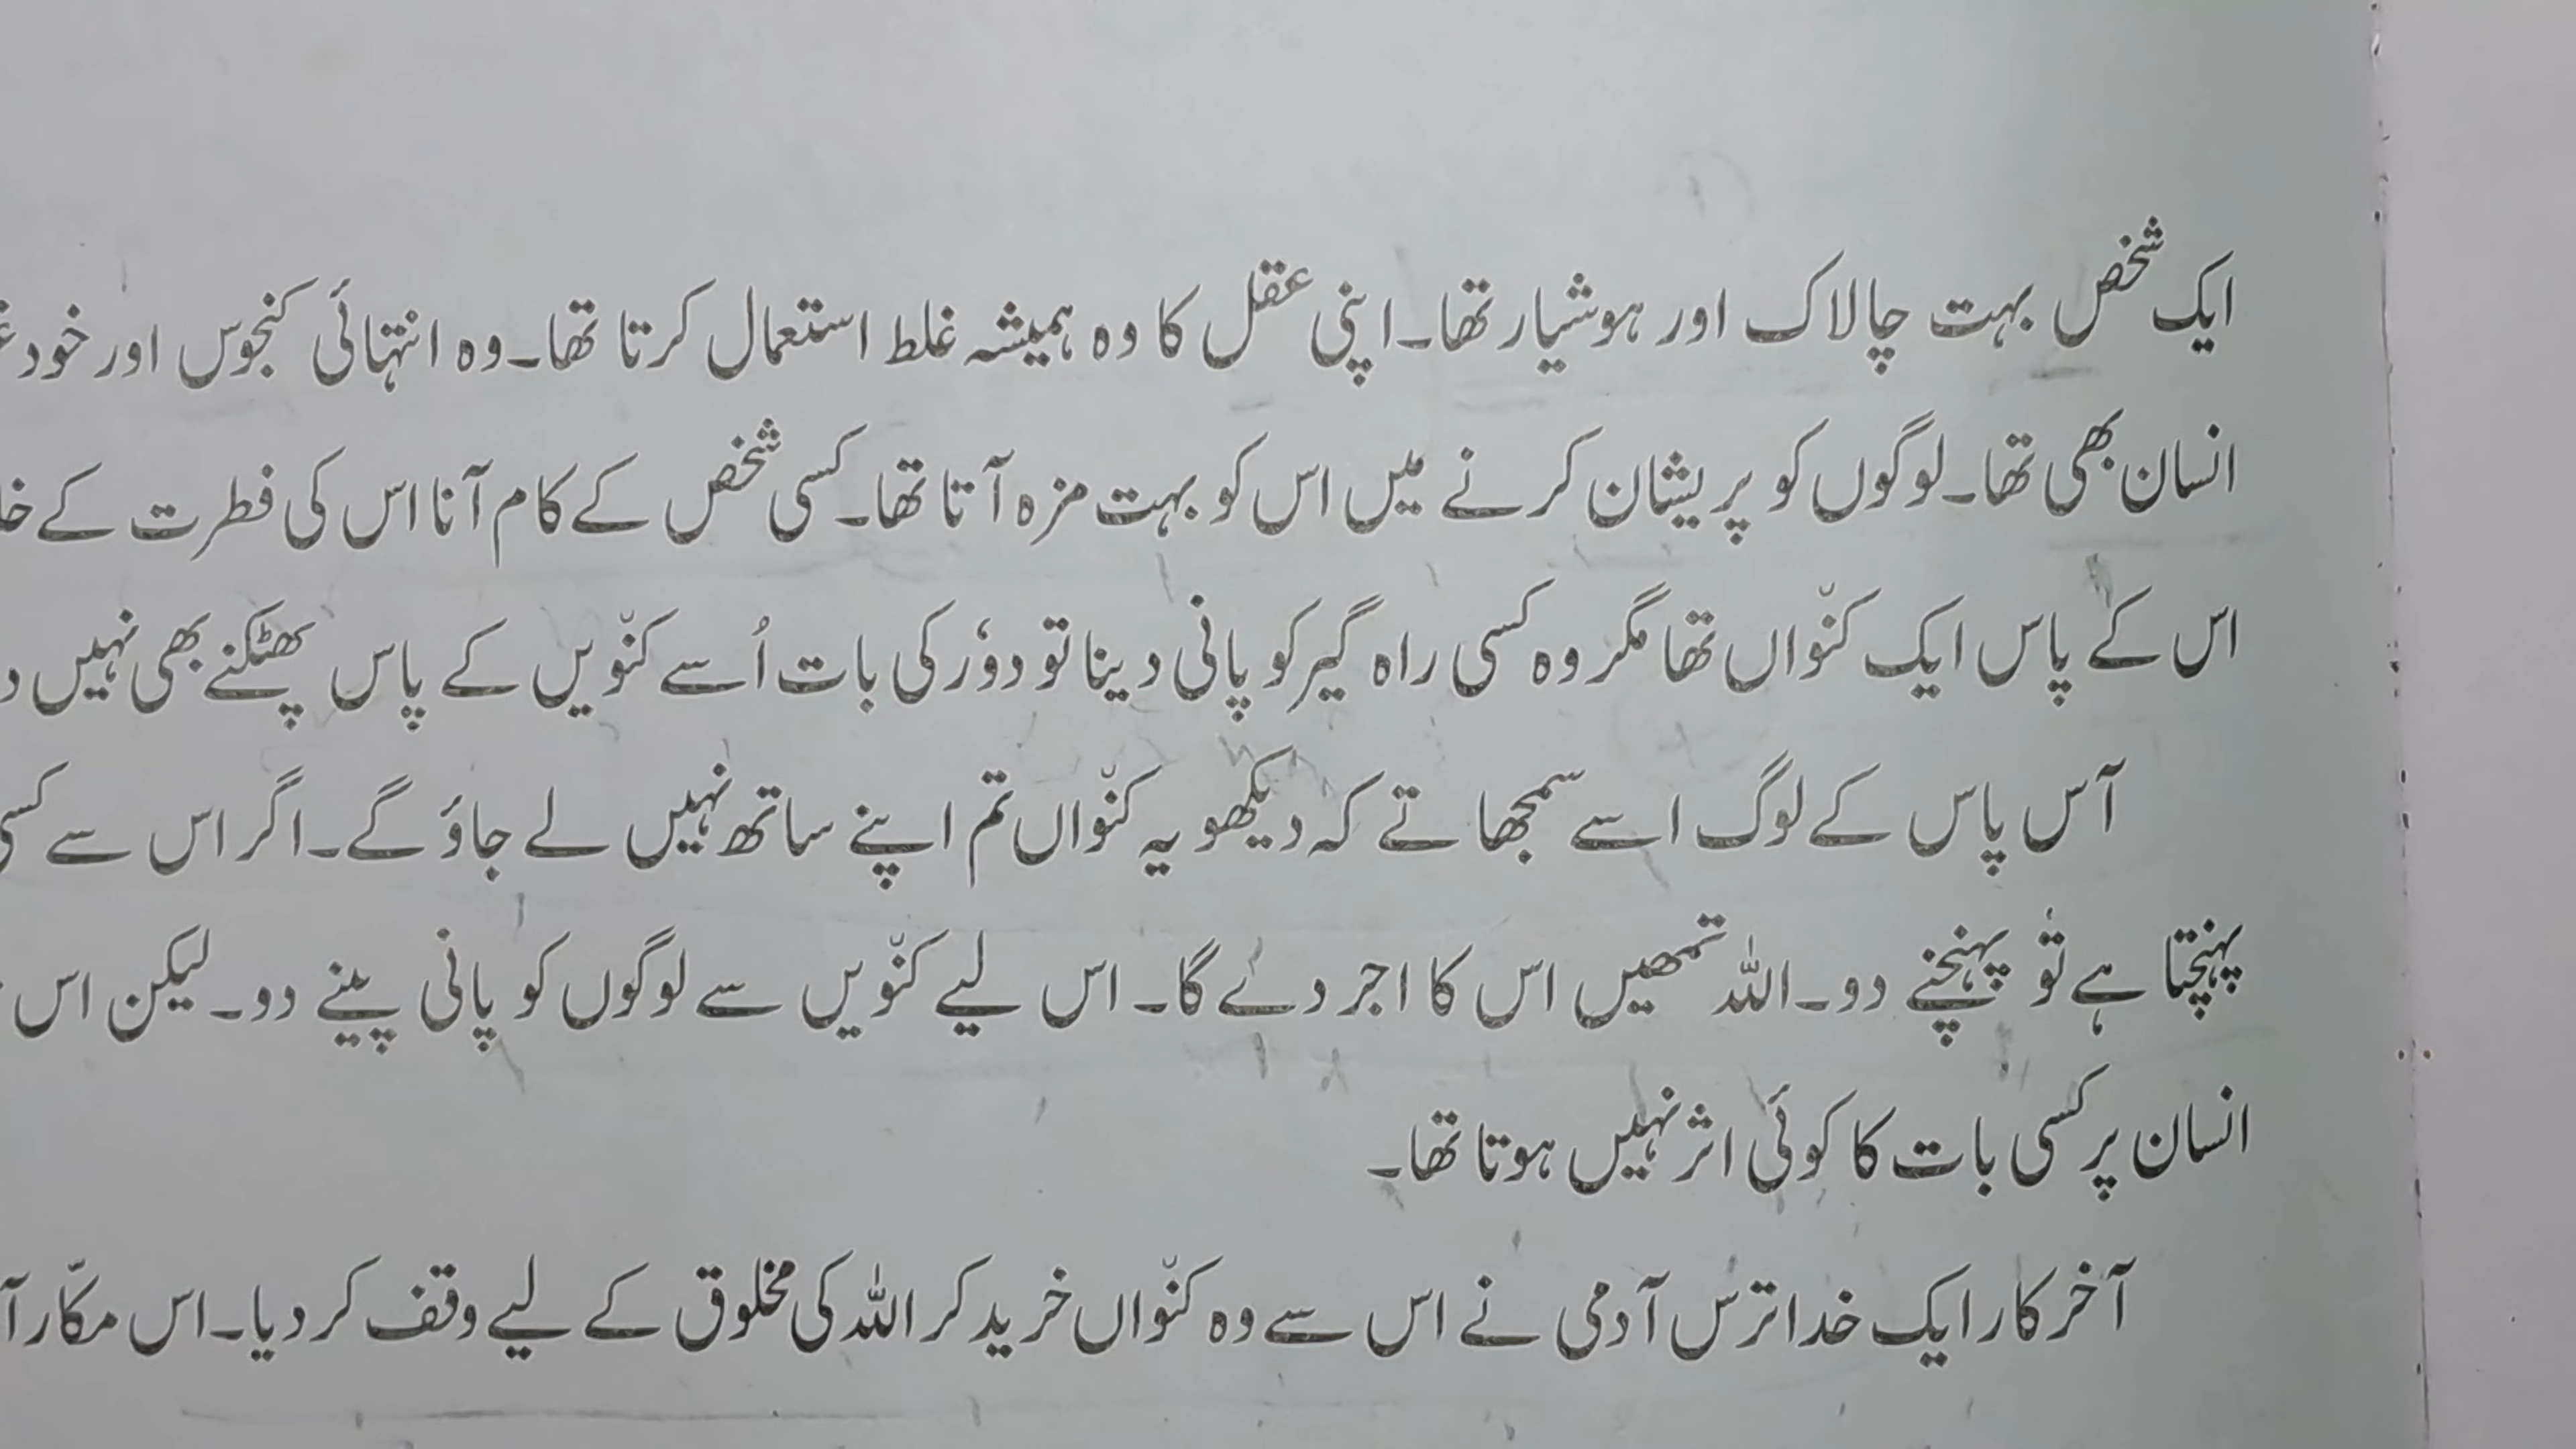 ایک شخص بہت چالاک اور ہوشیار تھا۔ اپنی عقل کا وہ ہمیشہ غلط استعمال کرتا تھا۔ وہ انتہائی کنجوس اور
انسان بھی تھا۔ لوگوں کو پریشان کرنے میں اس کو بہت مزہ آتا تھا۔ کسی شخص کے کام آنا اس کی فطرت کے
اس کے پاس ایک کنّواں تھا مگر وہ کسی راہ گیر کو پانی دینا تو دوٗر کی بات اُسے کنّویں کے پاس پھٹکنے بھی نہیں
آس پاس کے لوگ اسے سمجھاتے کہ دیکھو یہ کنّواں تم اپنے ساتھ نہیں لے جاؤ گے۔ اگر اس سے کسی
پہنچتا ہے تو پہنچنے دو۔ اللہ تمھیں اس کا اجر دے گا۔ اس لیے کنّویں سے لوگوں کو پانی پینے دو۔ لیکن اس
انسان پر کسی بات کا کوئی اثر نہیں ہوتا تھا۔
آخر کار ایک خدا ترس آدمی نے اس سے وہ کنّواں خرید کر اللہ کی مخلوق کے لیے وقف کر دیا۔ اس مکّار